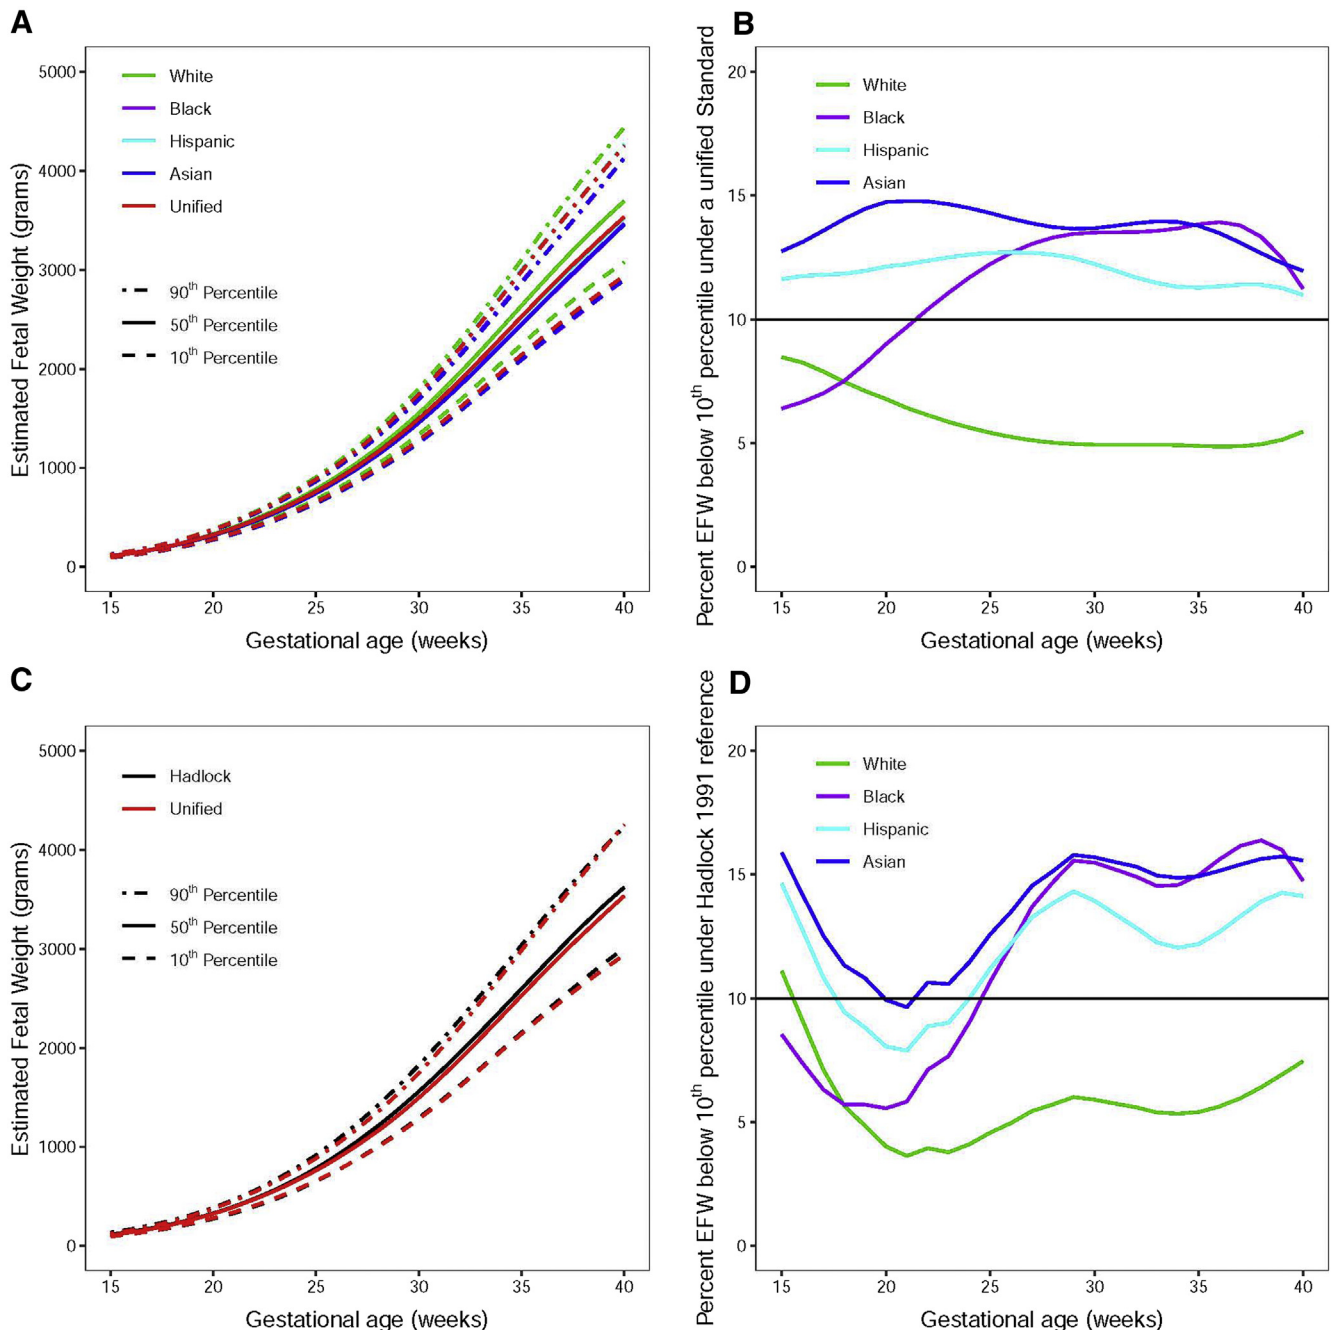 A
Estimated Fetal Weight (grams)
5000
4000
3000
2000
1000
0
White
Black
Hispanic
Asian
Unified
90th Percentile
50th Percentile
10th Percentile
15 20 25 30 35 40
Gestational age (weeks)
B
Percent EFW below 10th percentile under a unified Standard
20
15
10
5
0
White
Black
Hispanic
Asian
15 20 25 30 35 40
Gestational age (weeks)
C
Estimated Fetal Weight (grams)
5000
4000
3000
2000
1000
0
Hadlock
Unified
90th Percentile
50th Percentile
10th Percentile
15 20 25 30 35 40
Gestational age (weeks)
D
Percent EFW below 10th percentile under Hadlock 1991 reference
20
15
10
5
0
White
Black
Hispanic
Asian
15 20 25 30 35 40
Gestational age (weeks)